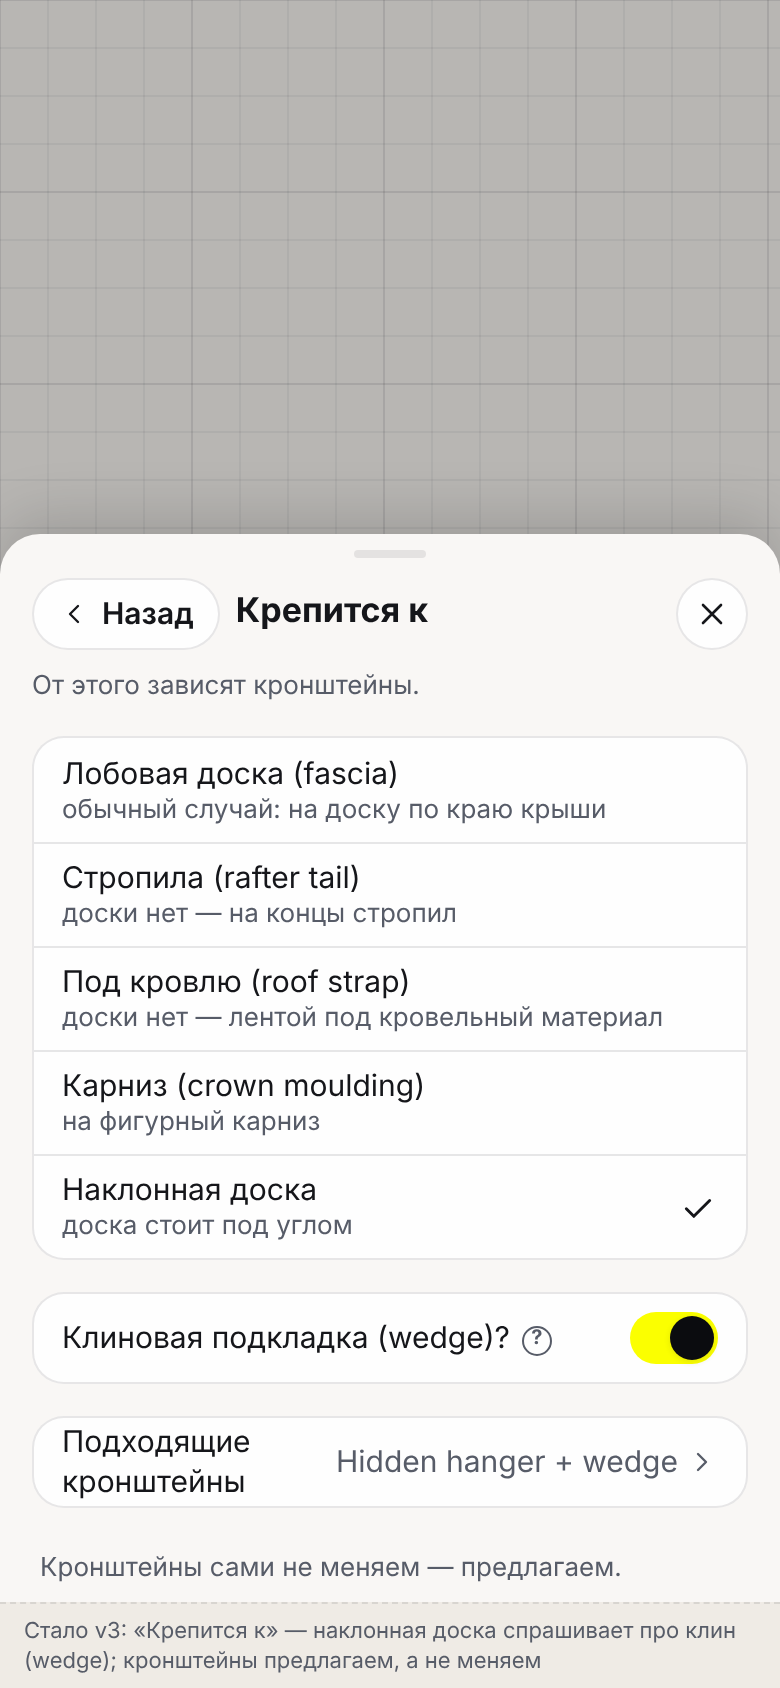 Назад
Крепится к
От этого зависят кронштейны.
Лобовая доска (fascia)
обычный случай: на доску по краю крыши
Стропила (rafter tail)
доски нет — на концы стропил
Под кровлю (roof strap)
доски нет — лентой под кровельный материал
Карниз (crown moulding)
на фигурный карниз
Наклонная доска
доска стоит под углом
Клиновая подкладка (wedge)? ?
Подходящие
кронштейны
Hidden hanger + wedge
Кронштейны сами не меняем — предлагаем.
Стало v3: «Крепится к» — наклонная доска спрашивает про клин
(wedge); кронштейны предлагаем, а не меняем